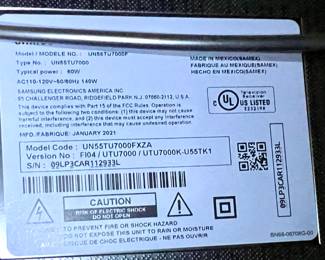 MODEL / MODELE NO. : UN55TU7000F
Type No. : UN55TU7000
Typical power : 80W
AC110-120V~50/60Hz 140W
SAMSUNG ELECTRONICS AMERICA INC
85 CHALLENGER ROAD, RIDGEFIELD PARK N.J. 07660-2112, U.S.A.
This device complies with Part 15 of the FCC Rules. Operation is
subject to the following two conditions: (1) this device may not cause
harmful interference, and (2) this device must accept any
interference received, including interference
MADE IN MEXICO(SAMEX)
FABRIQUE AU MEXIQUE(SAMEX)
HECHO EN MEXICO(SAMEX)
UL
C US LISTED
MFD./FABRIQUE : JANUARY 2021
Model Code : UN55TU7000FXZA
Version No : FI04 / UTU7000 / UTU7000K-U55TK1
S/N : 09LP3CAR112933L
09LP3CAR112933L
CAUTION
RISK OF ELECTRIC SHOCK
DO NOT OPEN
TO PREVENT FIRE OR SHOCK HAZARD
DO NOT EXPOSE THIS UNIT TO RAIN OR MOISTURE
DE CHOC ELECTRIQUE - NE PAS OUVRIR